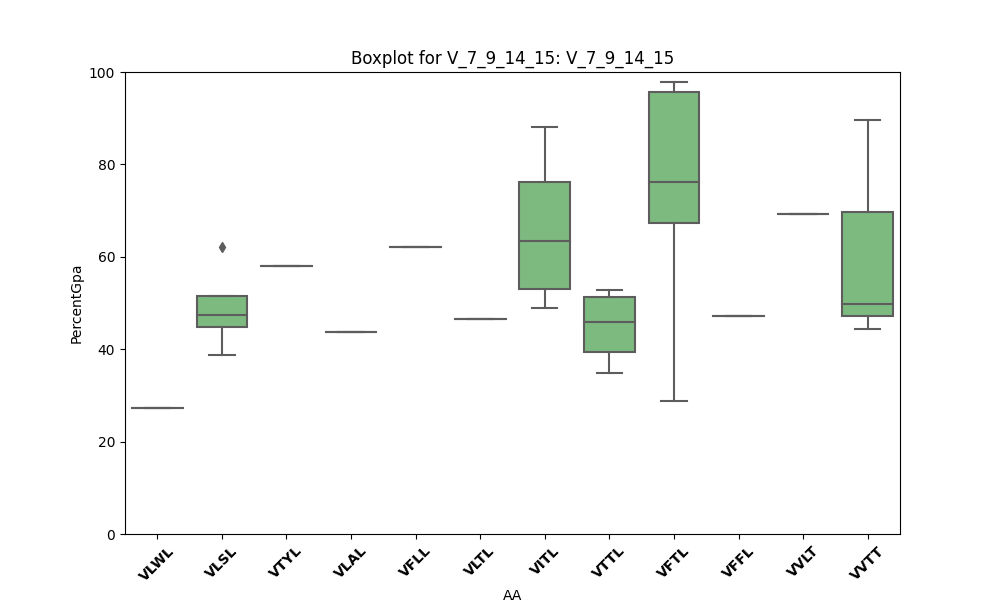 Boxplot for V_7_9_14_15: V_7_9_14_15
100
80
60
40
20
0
PercentGpa
VLWL
VLSL
VTYL
VLAL
VFLL
VLTL
VITL
VTTL
VFTL
VFFL
VVLT
VVTT
AA